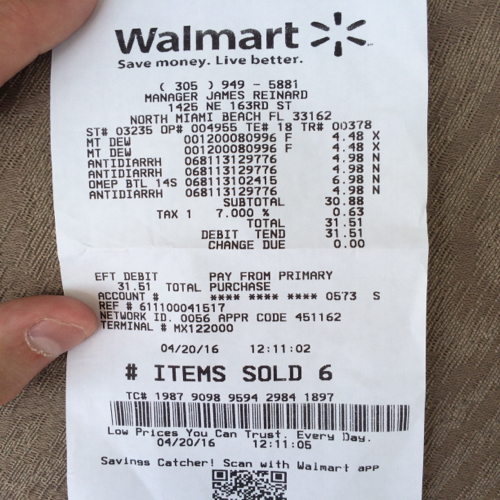 Walmart
Save money. Live better.
( 305 ) 949 - 5881
MANAGER JAMES REINARD
1425 NE 163RD ST
NORTH MIAMI BEACH FL 33162
ST# 03235 OP# 004955 TE# 18 TR# 00378
MT DEW 001200080996 F 4.48 X
MT DEW 001200080996 F 4.48 X
ANTIDIARRH 068113129776 4.98 N
ANTIDIARRH 068113129776 4.98 N
OMEP BTL 14S 068113102415 6.98 N
ANTIDIARRH 068113129776 4.98 N
SUBTOTAL 30.88
TAX 1 7.000 % 0.63
TOTAL 31.51
DEBIT TEND 31.51
CHANGE DUE 0.00
EFT DEBIT PAY FROM PRIMARY
31.51 TOTAL PURCHASE
ACCOUNT # **** **** **** 0573 S
REF # 611100041517
NETWORK ID. 0056 APPR CODE 451162
TERMINAL # MX122000
04/20/16 12:11:02
# ITEMS SOLD 6
TC# 1987 9098 9594 2984 1897
Low Prices You Can Trust. Every Day.
04/20/16 12:11:05
Savings Catcher! Scan with Walmart app